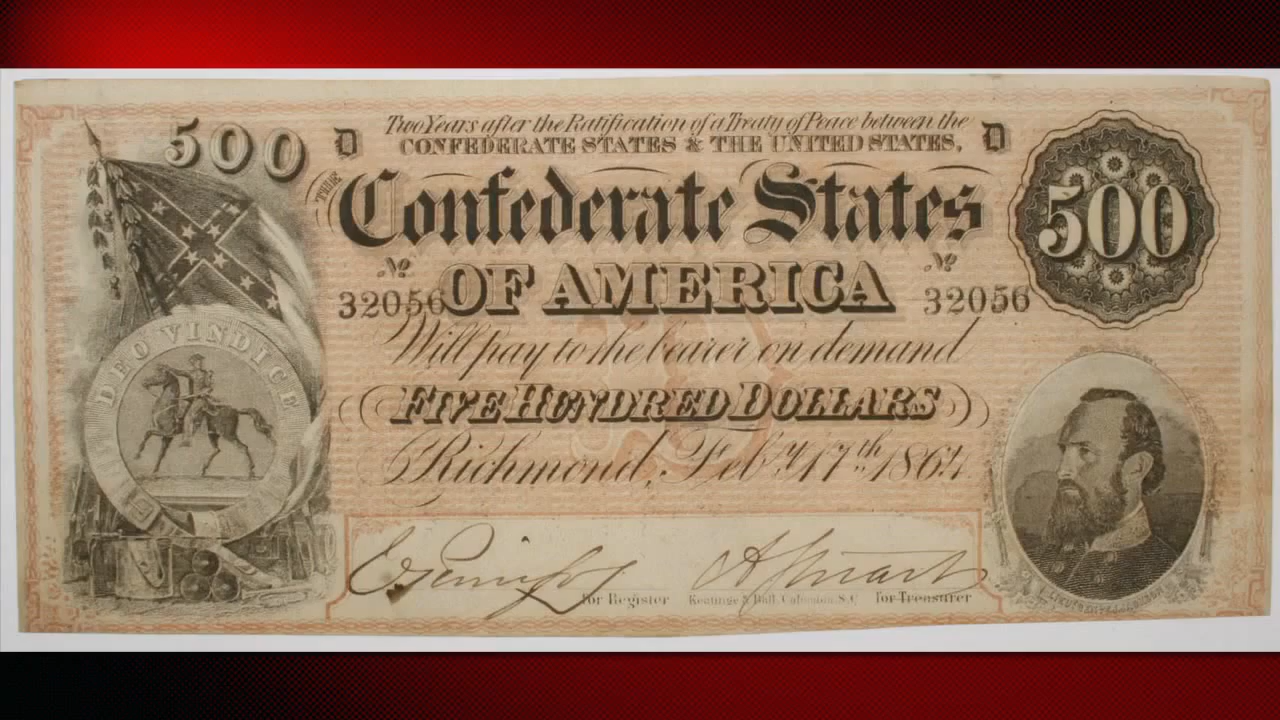 500 D Two Years after the Ratification of a Treaty of Peace between the D
CONFEDERATE STATES & THE UNITED STATES,
THE Confederate States 500
Nº OF AMERICA Nº
32056 32056
Will pay to the bearer on demand
DEO VINDICE
FIVE HUNDRED DOLLARS
Richmond, Feby. 17th 1864.
for Register Keatinge & Ball, Columbia, S.C. for Treasurer